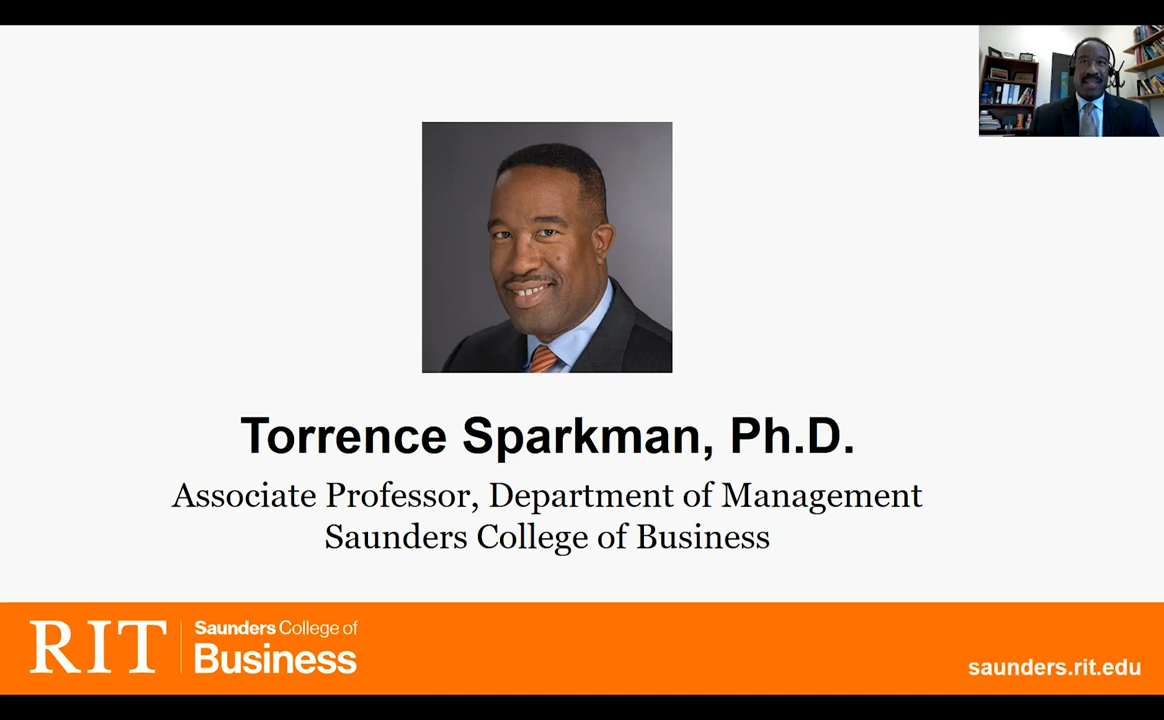 Torrence Sparkman, Ph.D.
Associate Professor, Department of Management
Saunders College of Business
RIT
Saunders College of
Business
saunders.rit.edu